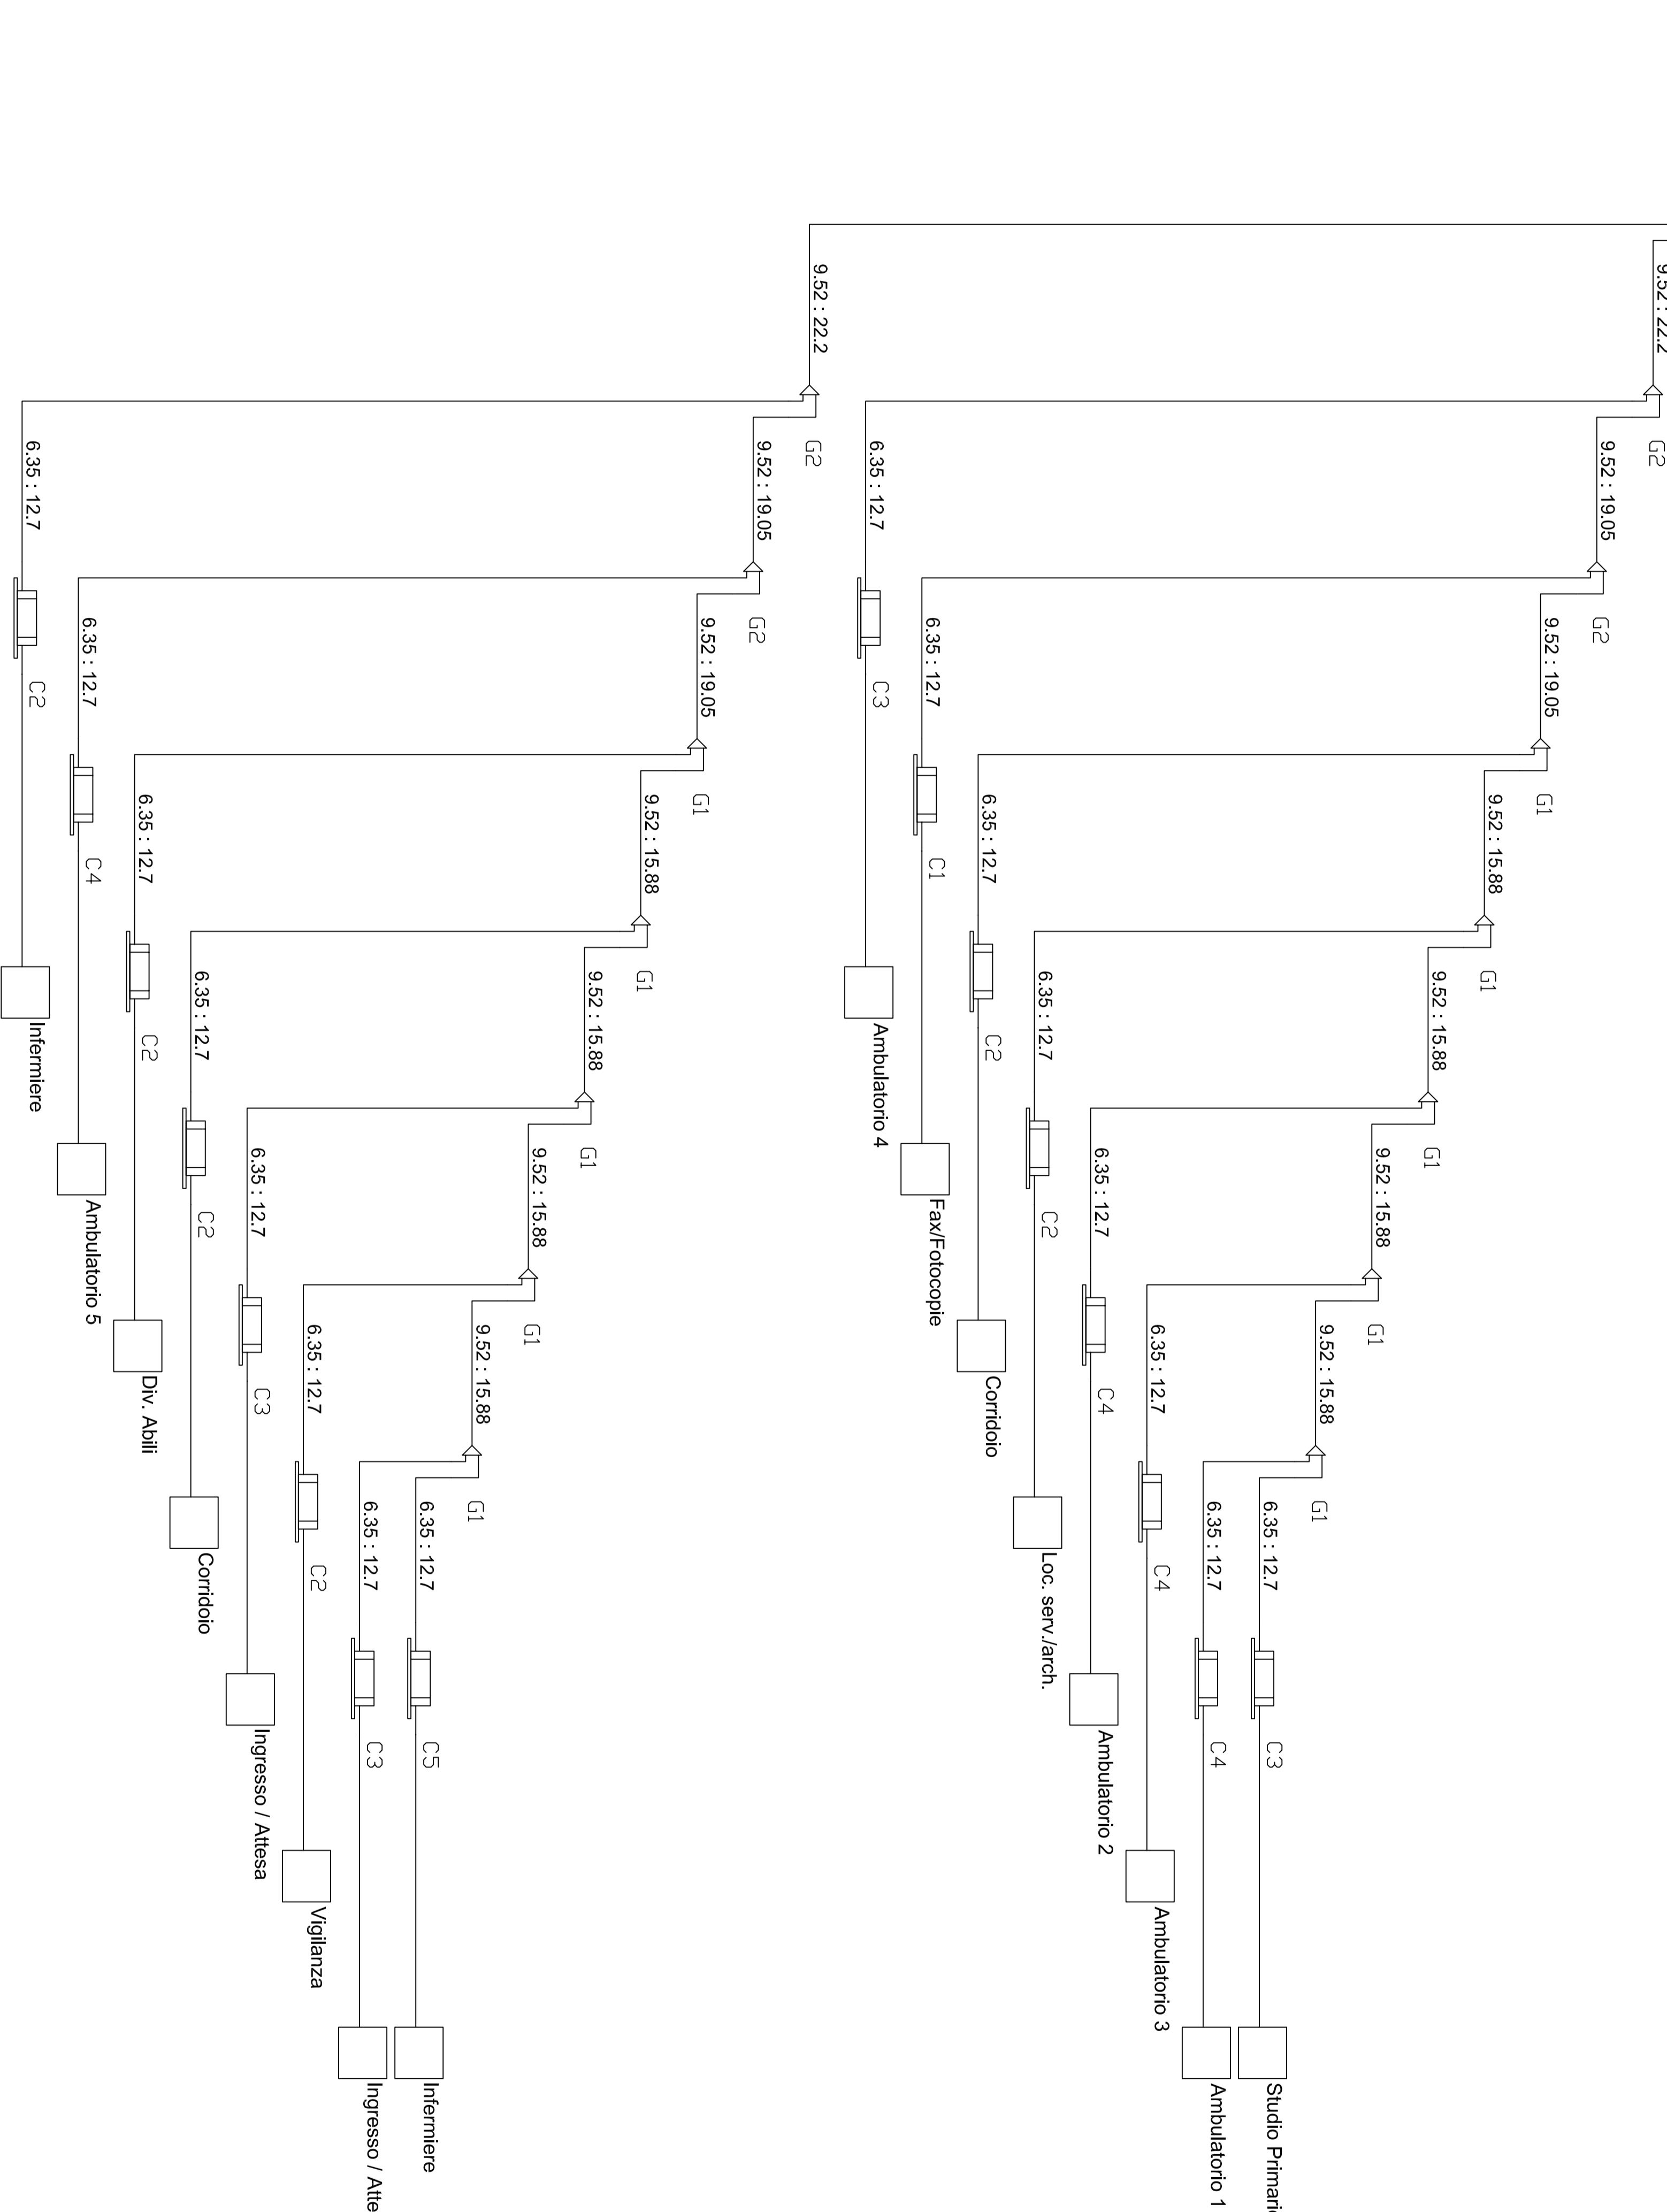 9.52 : 22.2
G2
6.35 : 12.7
C2
Infermiere
9.52 : 19.05
G2
6.35 : 12.7
C4
Ambulatorio 5
9.52 : 19.05
G1
6.35 : 12.7
C2
Div. Abili
9.52 : 15.88
G1
6.35 : 12.7
C2
Corridoio
9.52 : 15.88
G1
6.35 : 12.7
C3
Ingresso / Attesa
9.52 : 15.88
G1
6.35 : 12.7
C2
Vigilanza
9.52 : 15.88
G1
6.35 : 12.7
C3
Ingresso / Atte
6.35 : 12.7
C5
Infermiere
9.52 : 22.2
G2
6.35 : 12.7
C3
Ambulatorio 4
9.52 : 19.05
G2
6.35 : 12.7
C1
Fax/Fotocopie
9.52 : 19.05
G1
6.35 : 12.7
C2
Corridoio
9.52 : 15.88
G1
6.35 : 12.7
C2
Loc. serv./arch.
9.52 : 15.88
G1
6.35 : 12.7
C4
Ambulatorio 2
9.52 : 15.88
G1
6.35 : 12.7
C4
Ambulatorio 3
9.52 : 15.88
G1
6.35 : 12.7
C4
Ambulatorio 1
6.35 : 12.7
C3
Studio Primari